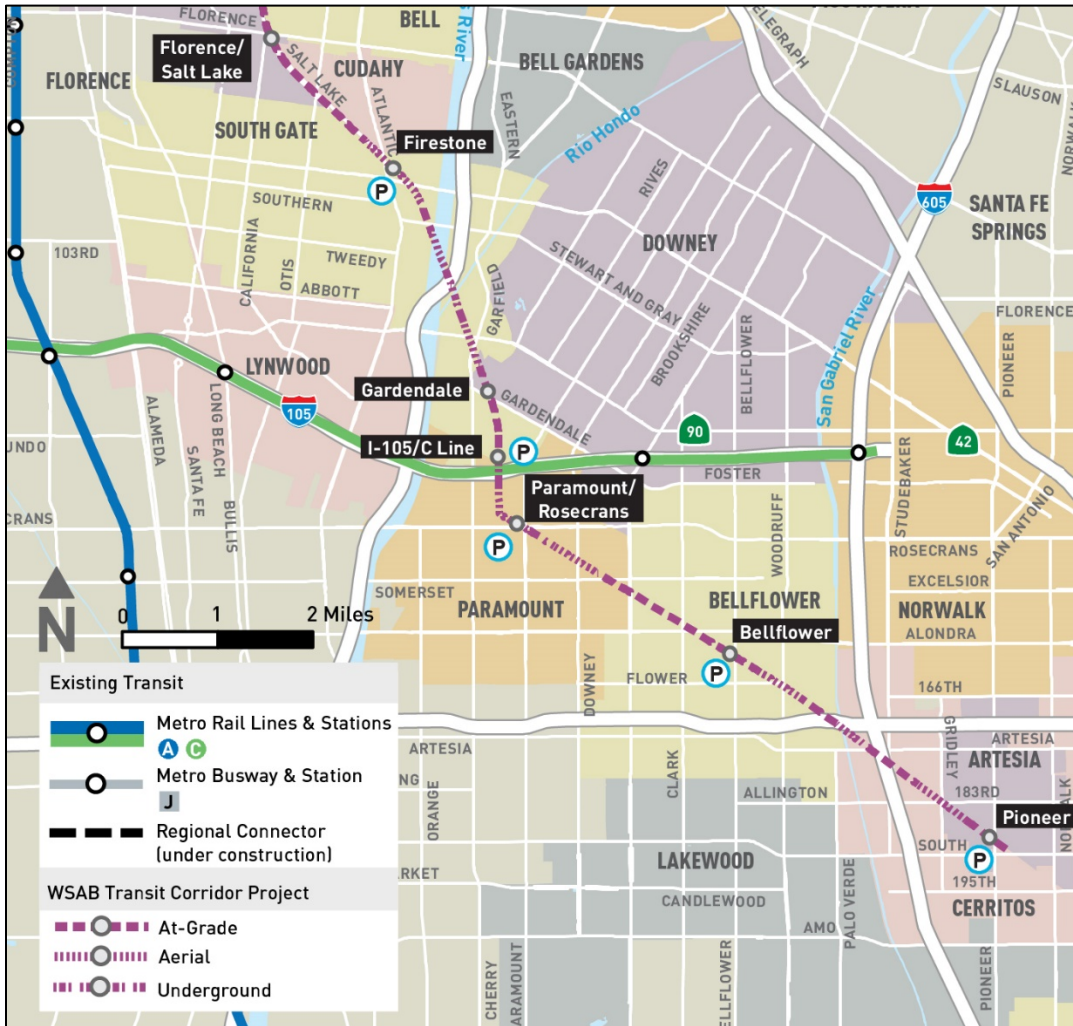 FLORENCE
BELL
s River
TELEGRAPH
Florence/
Salt Lake
SALT LAKE
CUDAHY
BELL GARDENS
FLORENCE
ATLANTIC
EASTERN
Rio Hondo
SLAUSON
SOUTH GATE
Firestone
P
RIVES
605
SANTA FE
SPRINGS
SOUTHERN
DOWNEY
103RD
CALIFORNIA
OTIS
TWEEDY
ABBOTT
GARFIELD
STEWART AND GRAY
BROOKSHIRE
BELLFLOWER
San Gabriel River
FLORENCE
PIONEER
LYNWOOD
105
Gardendale
GARDENDALE
ALAMEDA
LONG BEACH
SANTA FE
BULLIS
I-105/C Line
P
90
42
FOSTER
STUDEBAKER
SAN ANTONIO
Paramount/
Rosecrans
P
WOODRUFF
ROSECRANS
EXCELSIOR
N
0 1 2 Miles
SOMERSET
PARAMOUNT
BELLFLOWER
NORWALK
ALONDRA
Bellflower
P
DOWNEY
FLOWER
166TH
Existing Transit
Metro Rail Lines & Stations
A C
Metro Busway & Station
J
Regional Connector
(under construction)
WSAB Transit Corridor Project
At-Grade
Aerial
Underground
ARTESIA
ORANGE
CLARK
ALLINGTON
GRIDLEY
ARTESIA
ARTESIA
183RD
Pioneer
SOUTH
P
195TH
LAKEWOOD
CANDLEWOOD
PALO VERDE
CERRITOS
AMO
CHERRY
PIONEER